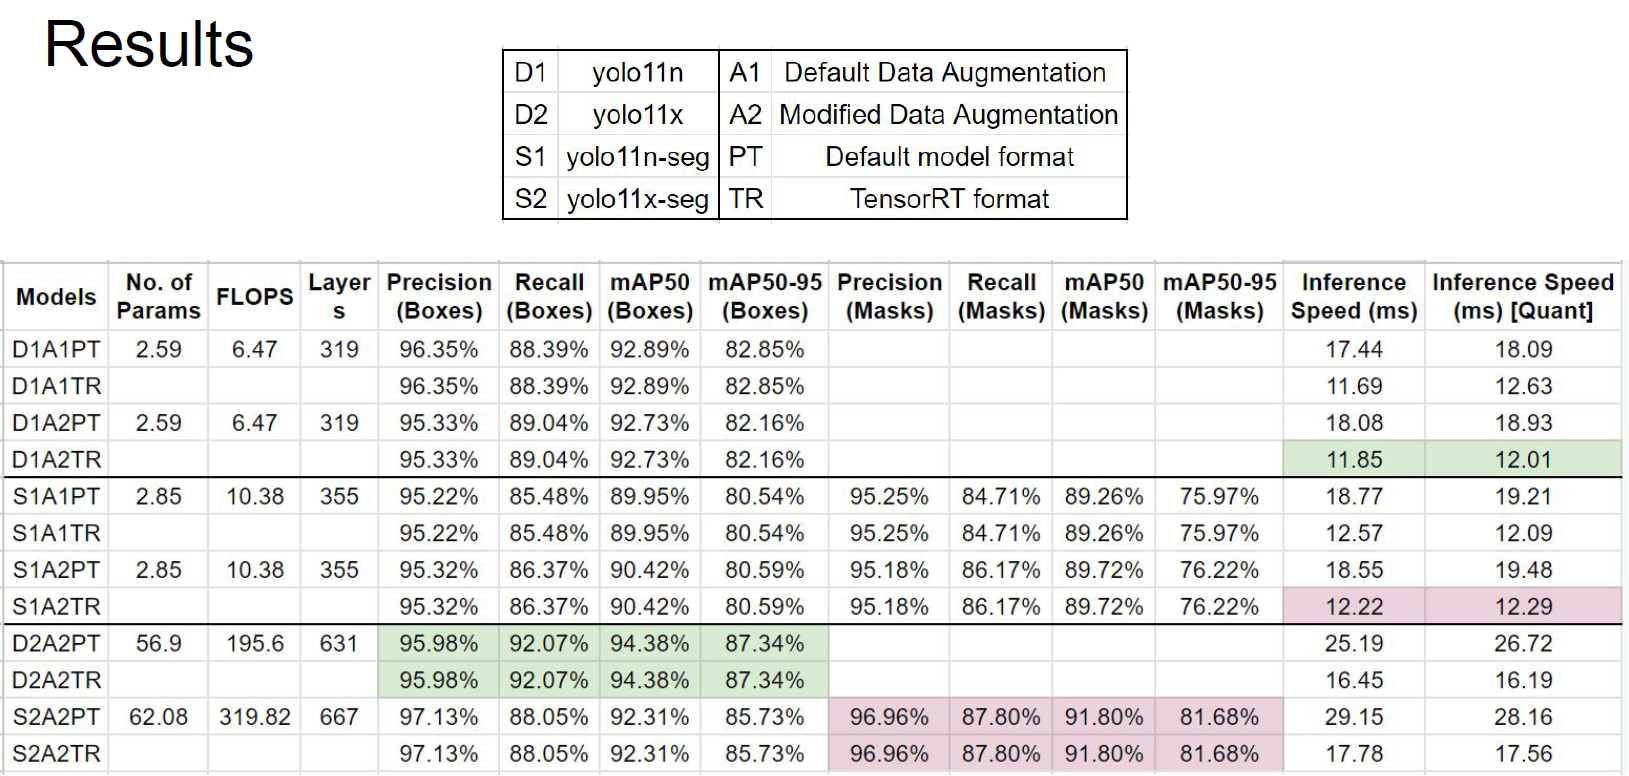 Results
D1 yolo11n A1 Default Data Augmentation
D2 yolo11x A2 Modified Data Augmentation
S1 yolo11n-seg PT Default model format
S2 yolo11x-seg TR TensorRT format
Models No. of Params FLOPS Layers Precision (Boxes) Recall (Boxes) mAP50 (Boxes) mAP50-95 (Boxes) Precision (Masks) Recall (Masks) mAP50 (Masks) mAP50-95 (Masks) Inference Speed (ms) Inference Speed (ms) [Quant]
D1A1PT 2.59 6.47 319 96.35% 88.39% 92.89% 82.85% 17.44 18.09
D1A1TR 96.35% 88.39% 92.89% 82.85% 11.69 12.63
D1A2PT 2.59 6.47 319 95.33% 89.04% 92.73% 82.16% 18.08 18.93
D1A2TR 95.33% 89.04% 92.73% 82.16% 11.85 12.01
S1A1PT 2.85 10.38 355 95.22% 85.48% 89.95% 80.54% 95.25% 84.71% 89.26% 75.97% 18.77 19.21
S1A1TR 95.22% 85.48% 89.95% 80.54% 95.25% 84.71% 89.26% 75.97% 12.57 12.09
S1A2PT 2.85 10.38 355 95.32% 86.37% 90.42% 80.59% 95.18% 86.17% 89.72% 76.22% 18.55 19.48
S1A2TR 95.32% 86.37% 90.42% 80.59% 95.18% 86.17% 89.72% 76.22% 12.22 12.29
D2A2PT 56.9 195.6 631 95.98% 92.07% 94.38% 87.34% 25.19 26.72
D2A2TR 95.98% 92.07% 94.38% 87.34% 16.45 16.19
S2A2PT 62.08 319.82 667 97.13% 88.05% 92.31% 85.73% 96.96% 87.80% 91.80% 81.68% 29.15 28.16
S2A2TR 97.13% 88.05% 92.31% 85.73% 96.96% 87.80% 91.80% 81.68% 17.78 17.56